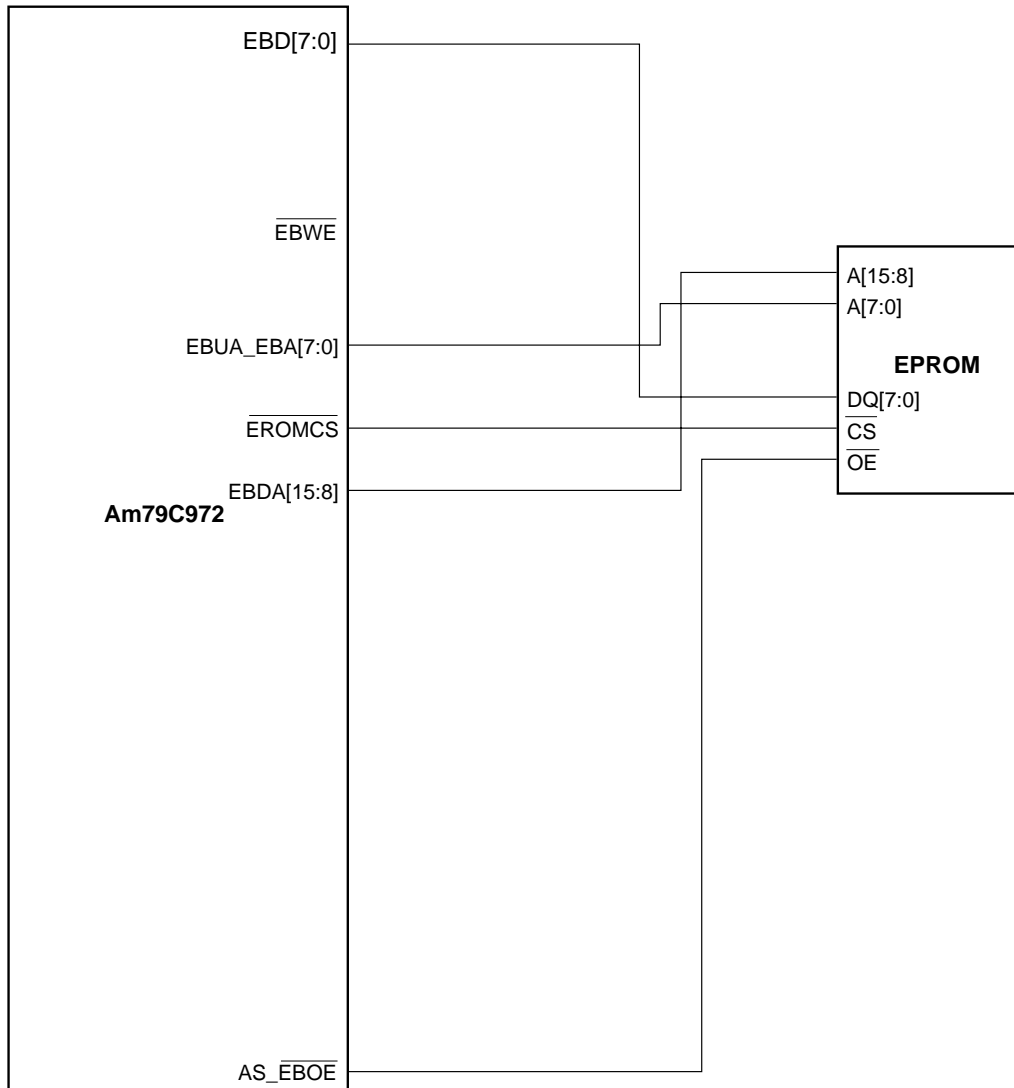 EBD[7:0]
EBWE
EBUA_EBA[7:0]
EROMCS
EBDA[15:8]
Am79C972
AS_EBOE
A[15:8]
A[7:0]
EPROM
DQ[7:0]
CS
OE